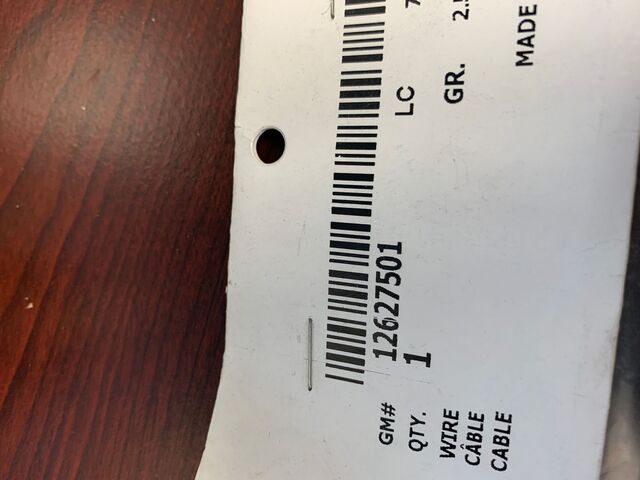 GM# 12627501
QTY. 1 LC
WIRE GR.
CÂBLE
CABLE MADE